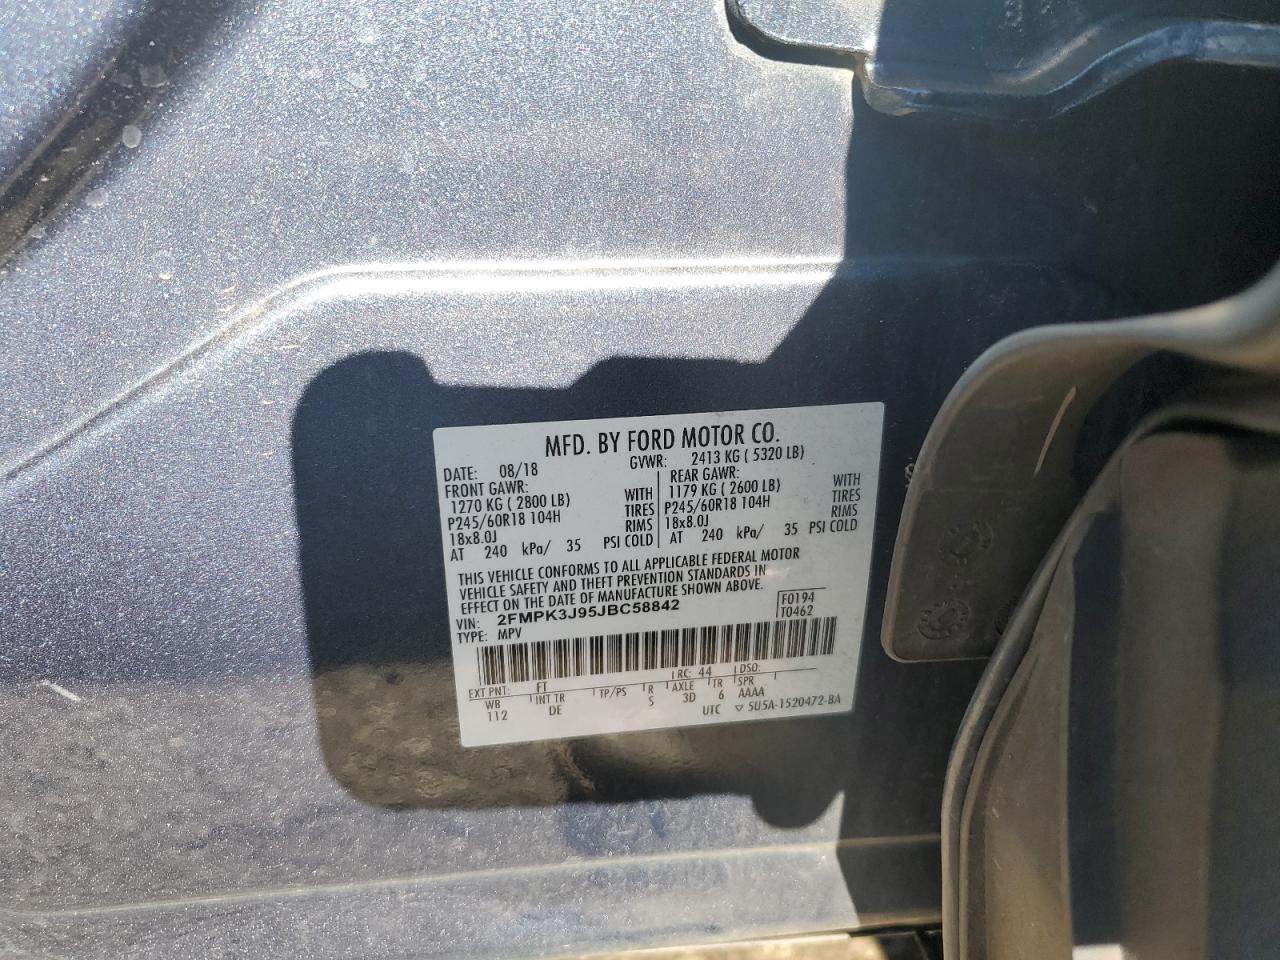 MFD. BY FORD MOTOR CO.
DATE: 08/18 GVWR: 2413 KG ( 5320 LB)
FRONT GAWR: REAR GAWR:
1270 KG ( 2800 LB) WITH 1179 KG ( 2600 LB) WITH
P245/60R18 104H TIRES P245/60R18 104H TIRES
18x8.0J RIMS 18x8.0J RIMS
AT 240 kPa/ 35 PSI COLD AT 240 kPa/ 35 PSI COLD
THIS VEHICLE CONFORMS TO ALL APPLICABLE FEDERAL MOTOR
VEHICLE SAFETY AND THEFT PREVENTION STANDARDS IN
EFFECT ON THE DATE OF MANUFACTURE SHOWN ABOVE.
VIN: 2FMPK3J95JBC58842 F0194
TYPE: MPV T0462
EXT PNT: FT RC: 44 DSO:
WB INT TR TP/PS R AXLE TR SPR
112 DE S 3D 6 AAAA
UTC ▽ 5U5A-1520472-BA